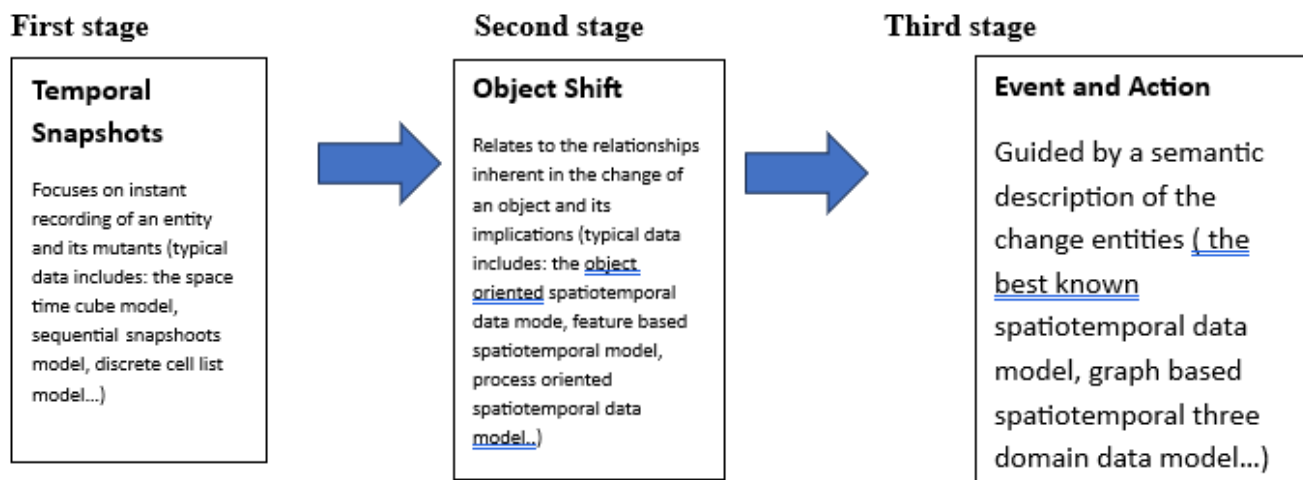 First stage
Temporal
Snapshots
Focuses on instant
recording of an entity
and its mutants (typical
data includes: the space
time cube model,
sequential snapshoots
model, discrete cell list
model...)
Second stage
Object Shift
Relates to the relationships
inherent in the change of
an object and its
implications (typical data
includes: the object
oriented spatiotemporal
data mode, feature based
spatiotemporal model,
process oriented
spatiotemporal data
model..)
Third stage
Event and Action
Guided by a semantic
description of the
change entities ( the
best known
spatiotemporal data
model, graph based
spatiotemporal three
domain data model...)